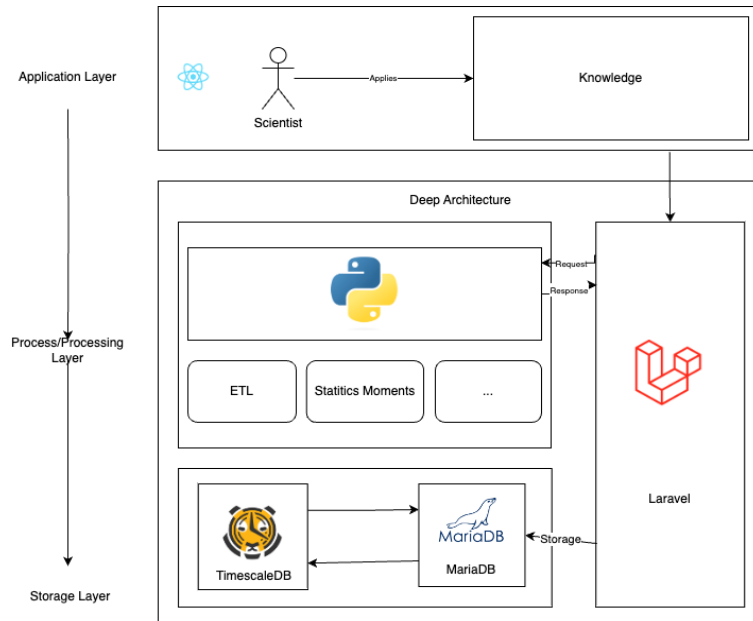 Application Layer
Applies
Knowledge
Scientist
Deep Architecture
Request
Response
Process/Processing
Layer
ETL
Statitics Moments
...
Laravel
MariaDB
Storage
TimescaleDB
MariaDB
Storage Layer